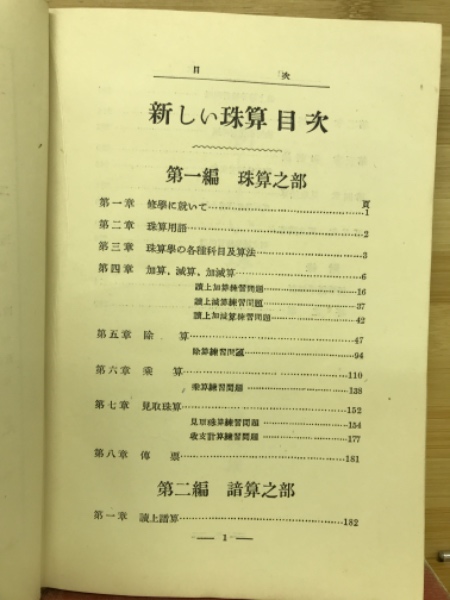 目次
新しい珠算目次
第一編 珠算之部
頁
第一章 修學に就いて……1
第二章 珠算用語……2
第三章 珠算學の各種科目及算法……3
第四章 加算、減算、加減算……6
讀上加算練習問題……16
讀上減算練習問題……37
讀上加減算練習問題……42
第五章 除算……47
除算練習問題……94
第六章 乘算……110
乘算練習問題……138
第七章 見取珠算……152
見取珠算練習問題……154
收支計算練習問題……177
第八章 傳票……181
第二編 諳算之部
第一章 讀上諳算……182
— 1 —